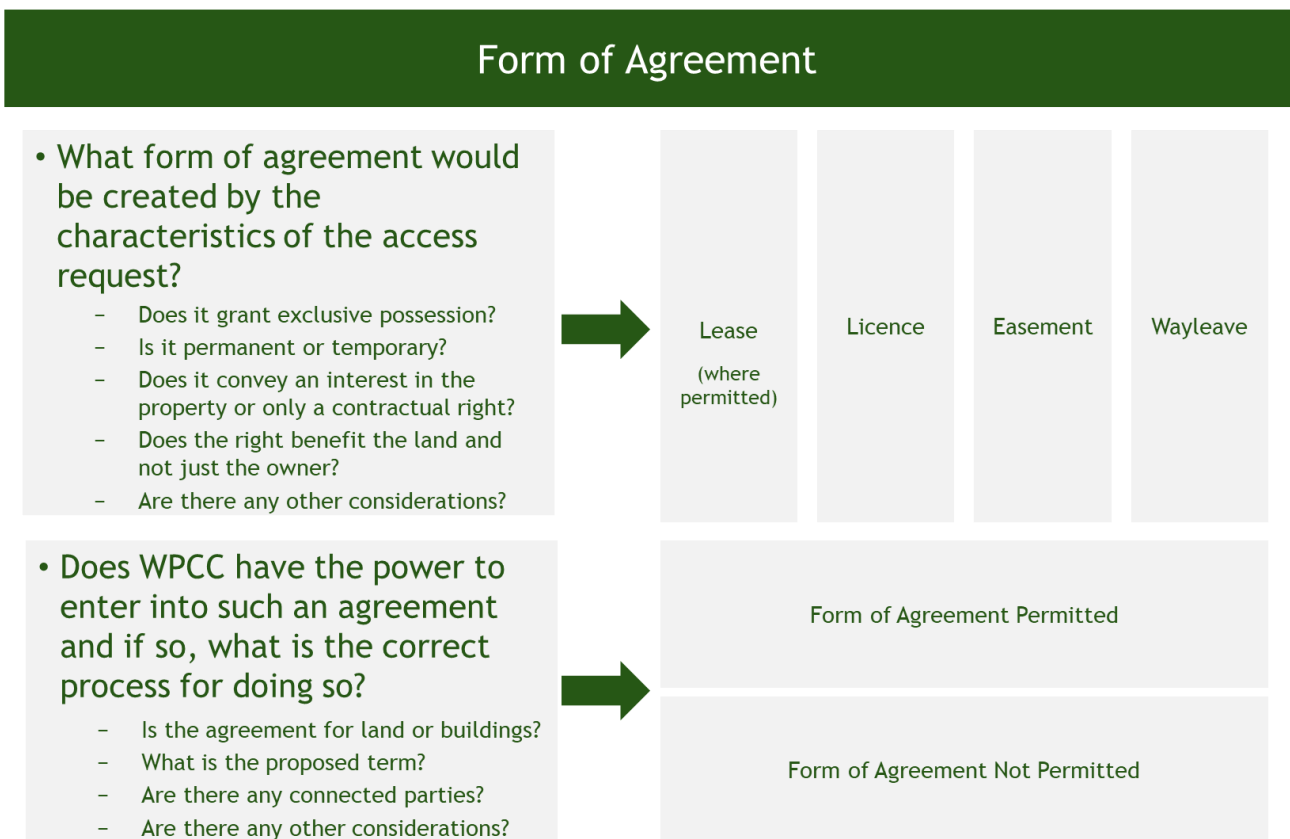 Form of Agreement
• What form of agreement would
be created by the
characteristics of the access
request?
– Does it grant exclusive possession?
– Is it permanent or temporary?
– Does it convey an interest in the
property or only a contractual right?
– Does the right benefit the land and
not just the owner?
– Are there any other considerations?
Lease
(where
permitted)
Licence
Easement
Wayleave
• Does WPCC have the power to
enter into such an agreement
and if so, what is the correct
process for doing so?
– Is the agreement for land or buildings?
– What is the proposed term?
– Are there any connected parties?
– Are there any other considerations?
Form of Agreement Permitted
Form of Agreement Not Permitted